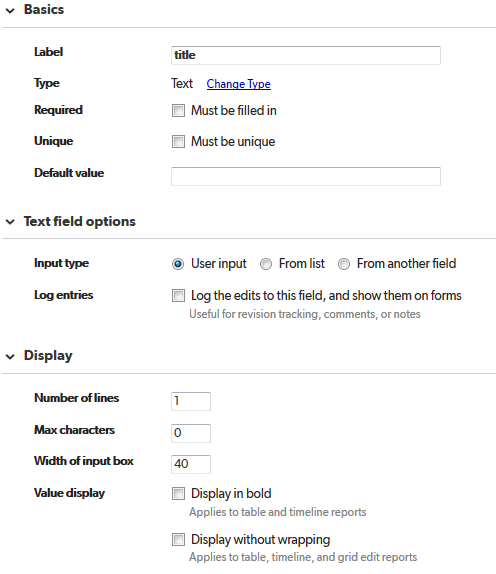 Basics
Label title
Type Text Change Type
Required Must be filled in
Unique Must be unique
Default value
Text field options
Input type User input From list From another field
Log entries Log the edits to this field, and show them on forms
Useful for revision tracking, comments, or notes
Display
Number of lines 1
Max characters 0
Width of input box 40
Value display Display in bold
Applies to table and timeline reports
Display without wrapping
Applies to table, timeline, and grid edit reports